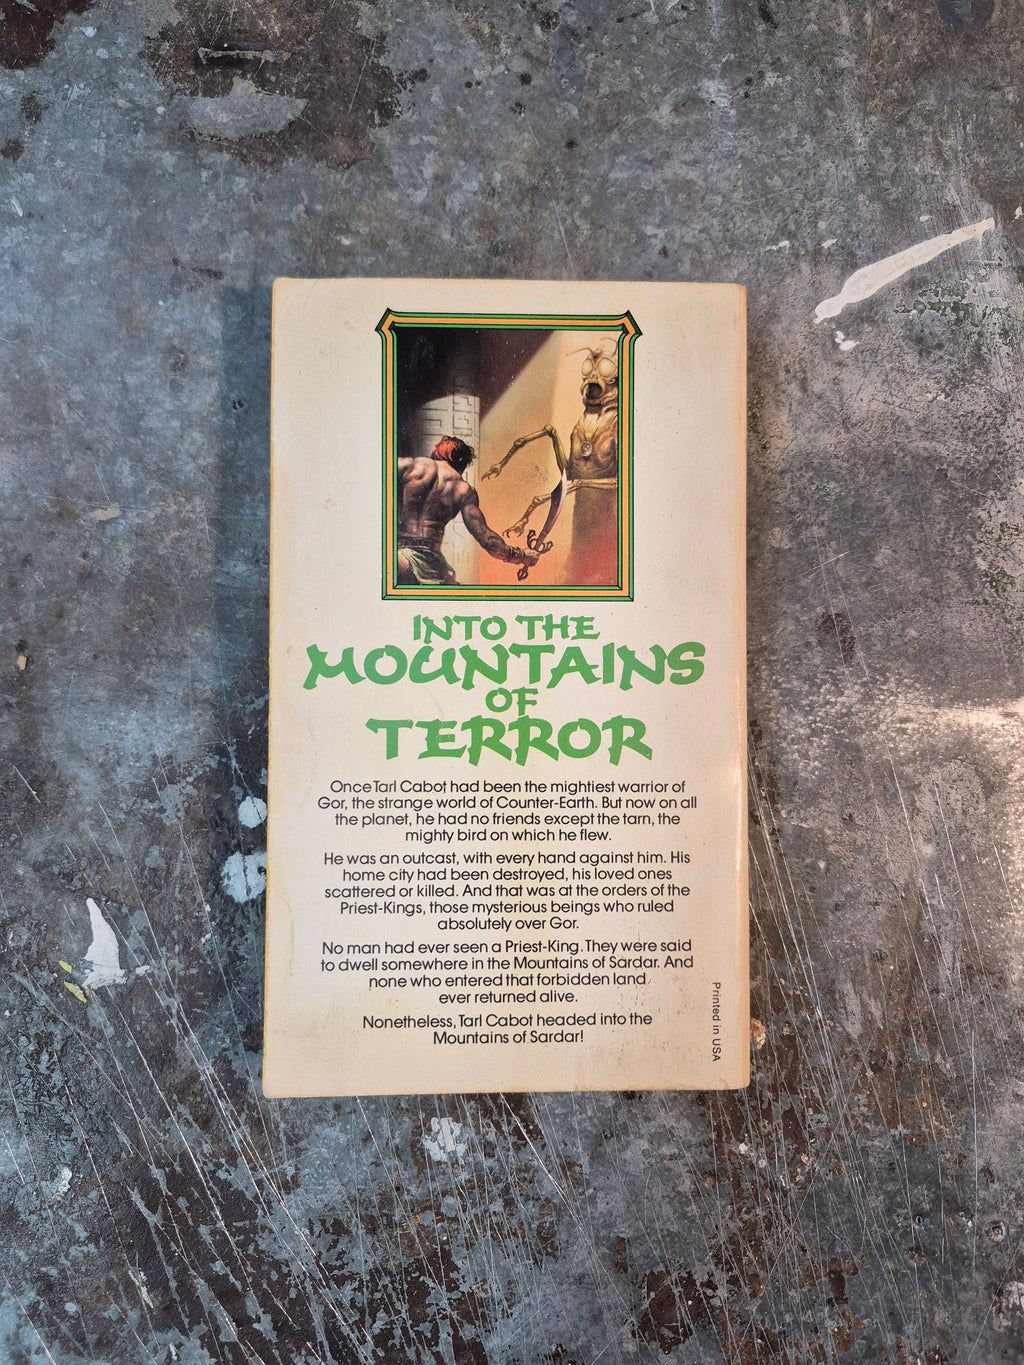 INTO THE
MOUNTAINS
OF
TERROR
Once Tarl Cabot had been the mightiest warrior of
Gor, the strange world of Counter-Earth. But now on all
the planet, he had no friends except the tarn, the
mighty bird on which he flew.
He was an outcast, with every hand against him. His
home city had been destroyed, his loved ones
scattered or killed. And that was at the orders of the
Priest-Kings, those mysterious beings who ruled
absolutely over Gor.
No man had ever seen a Priest-King. They were said
to dwell somewhere in the Mountains of Sardar. And
none who entered that forbidden land
ever returned alive.
Nonetheless, Tarl Cabot headed into the
Mountains of Sardar!
Printed in USA